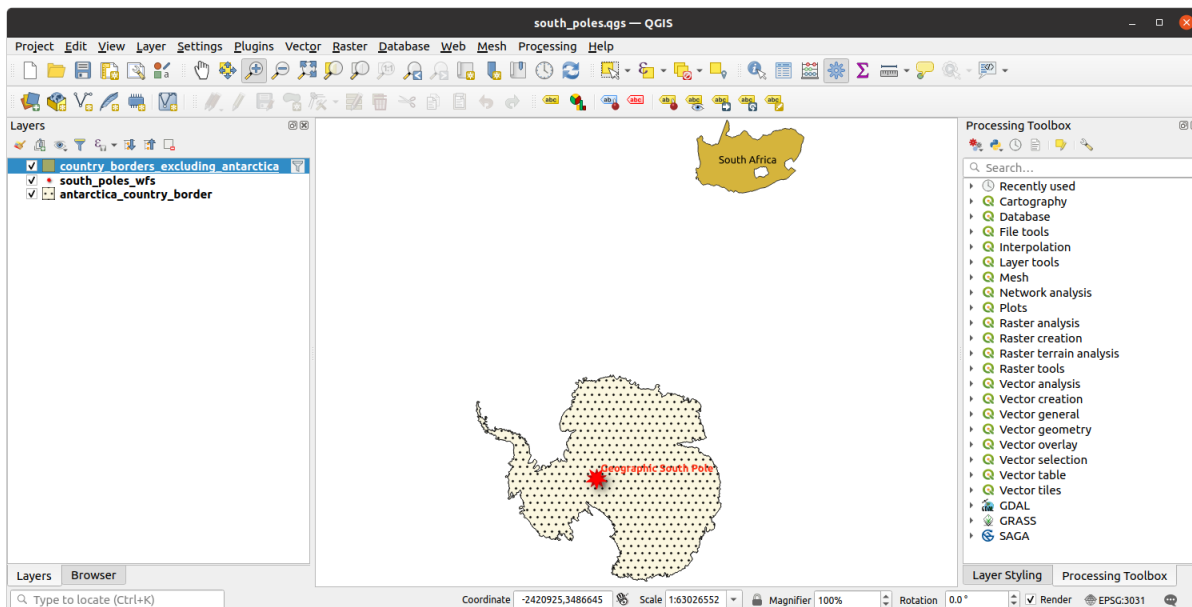 south_poles.qgs — QGIS
Project Edit View Layer Settings Plugins Vector Raster Database Web Mesh Processing Help
Layers
country_borders_excluding_antarctica
south_poles_wfs
antarctica_country_border
Layers Browser
South Africa
Geographic South Pole
Processing Toolbox
Search…
Recently used
Cartography
Database
File tools
Interpolation
Layer tools
Mesh
Network analysis
Plots
Raster analysis
Raster creation
Raster terrain analysis
Raster tools
Vector analysis
Vector creation
Vector general
Vector geometry
Vector overlay
Vector selection
Vector table
Vector tiles
GDAL
GRASS
SAGA
Layer Styling Processing Toolbox
Type to locate (Ctrl+K) Coordinate -2420925,3486645 Scale 1:63026552 Magnifier 100% Rotation 0.0 ° Render EPSG:3031